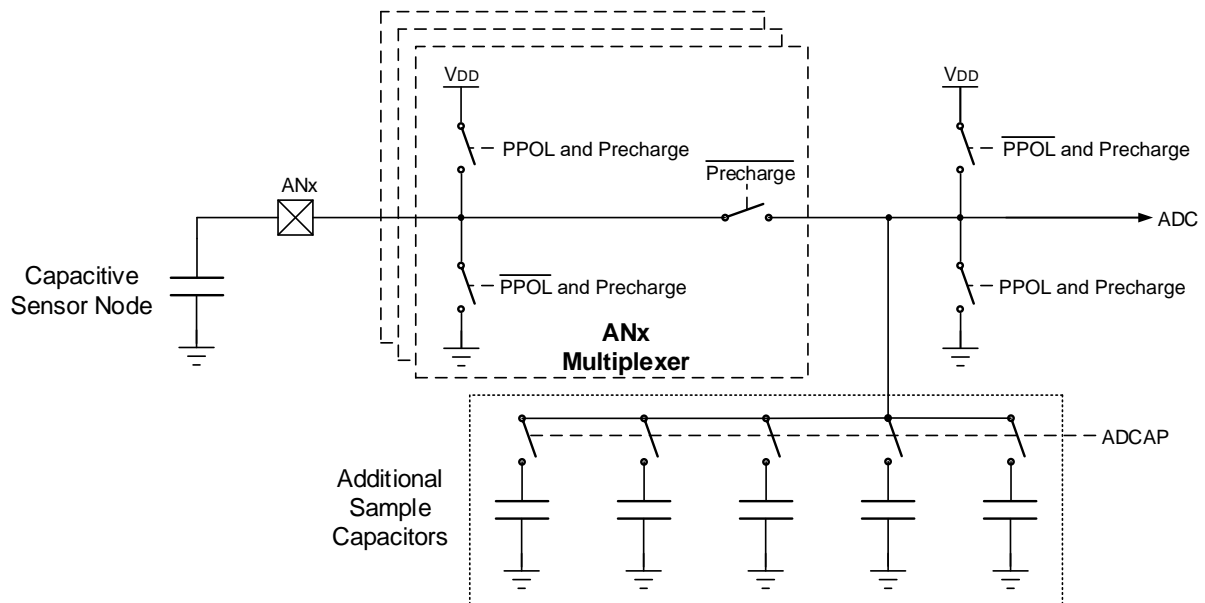 VDD
VDD
PPOL and Precharge
PPOL and Precharge
Precharge
ANx
ADC
Capacitive
Sensor Node
PPOL and Precharge
PPOL and Precharge
ANx
Multiplexer
ADCAP
Additional
Sample
Capacitors